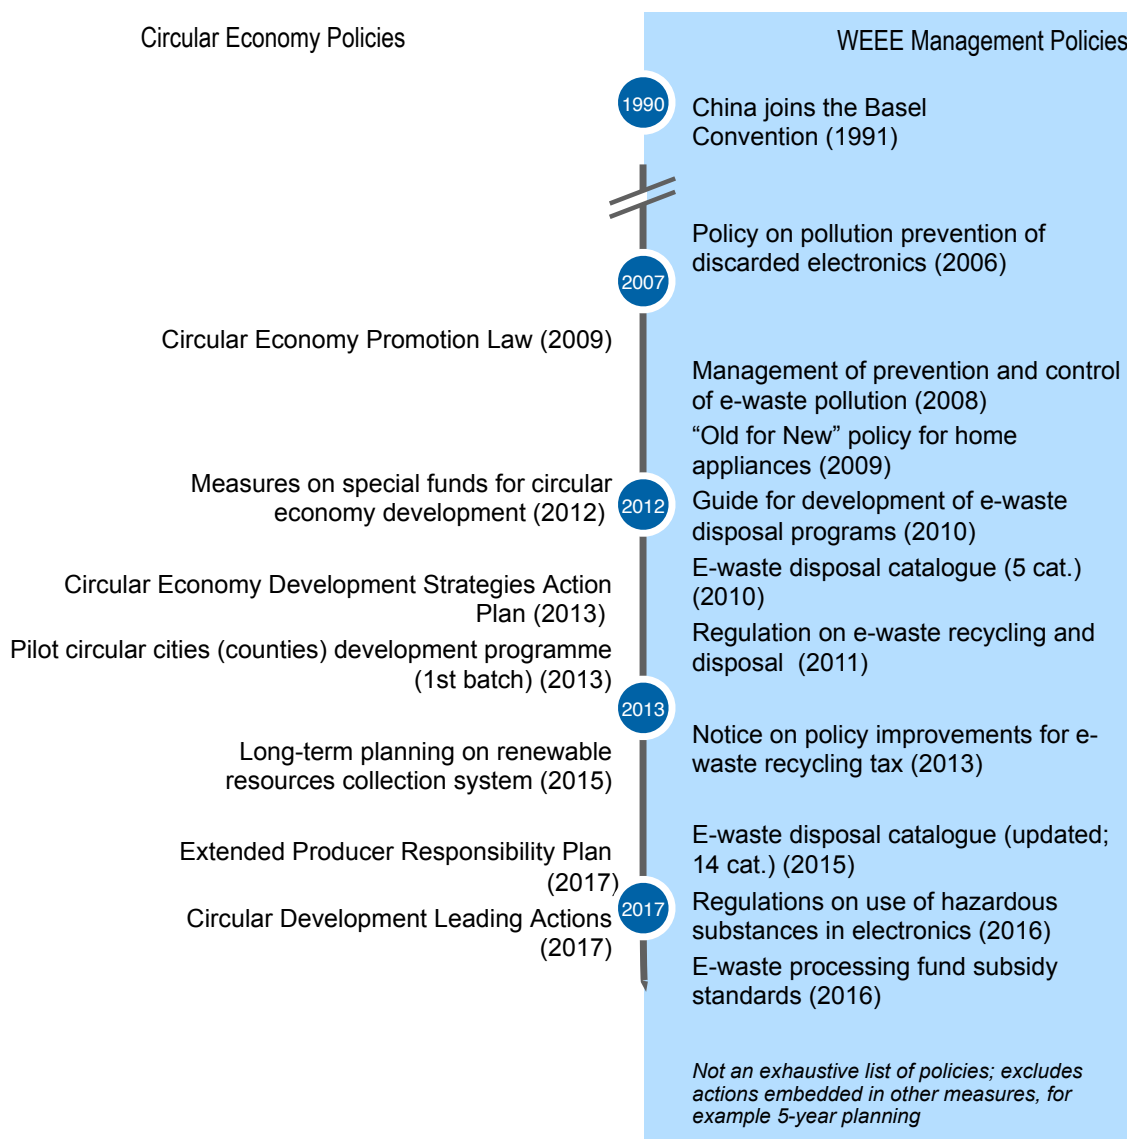 Circular Economy Policies
WEEE Management Policies
1990
China joins the Basel
Convention (1991)
Policy on pollution prevention of
discarded electronics (2006)
2007
Circular Economy Promotion Law (2009)
Management of prevention and control
of e-waste pollution (2008)
“Old for New” policy for home
appliances (2009)
Measures on special funds for circular
economy development (2012)
2012
Guide for development of e-waste
disposal programs (2010)
E-waste disposal catalogue (5 cat.)
(2010)
Circular Economy Development Strategies Action
Plan (2013)
Regulation on e-waste recycling and
disposal  (2011)
Pilot circular cities (counties) development programme
(1st batch) (2013)
2013
Notice on policy improvements for e-
waste recycling tax (2013)
Long-term planning on renewable
resources collection system (2015)
E-waste disposal catalogue (updated;
14 cat.) (2015)
Extended Producer Responsibility Plan
(2017)
2017
Regulations on use of hazardous
substances in electronics (2016)
Circular Development Leading Actions
(2017)
E-waste processing fund subsidy
standards (2016)
Not an exhaustive list of policies; excludes
actions embedded in other measures, for
example 5-year planning